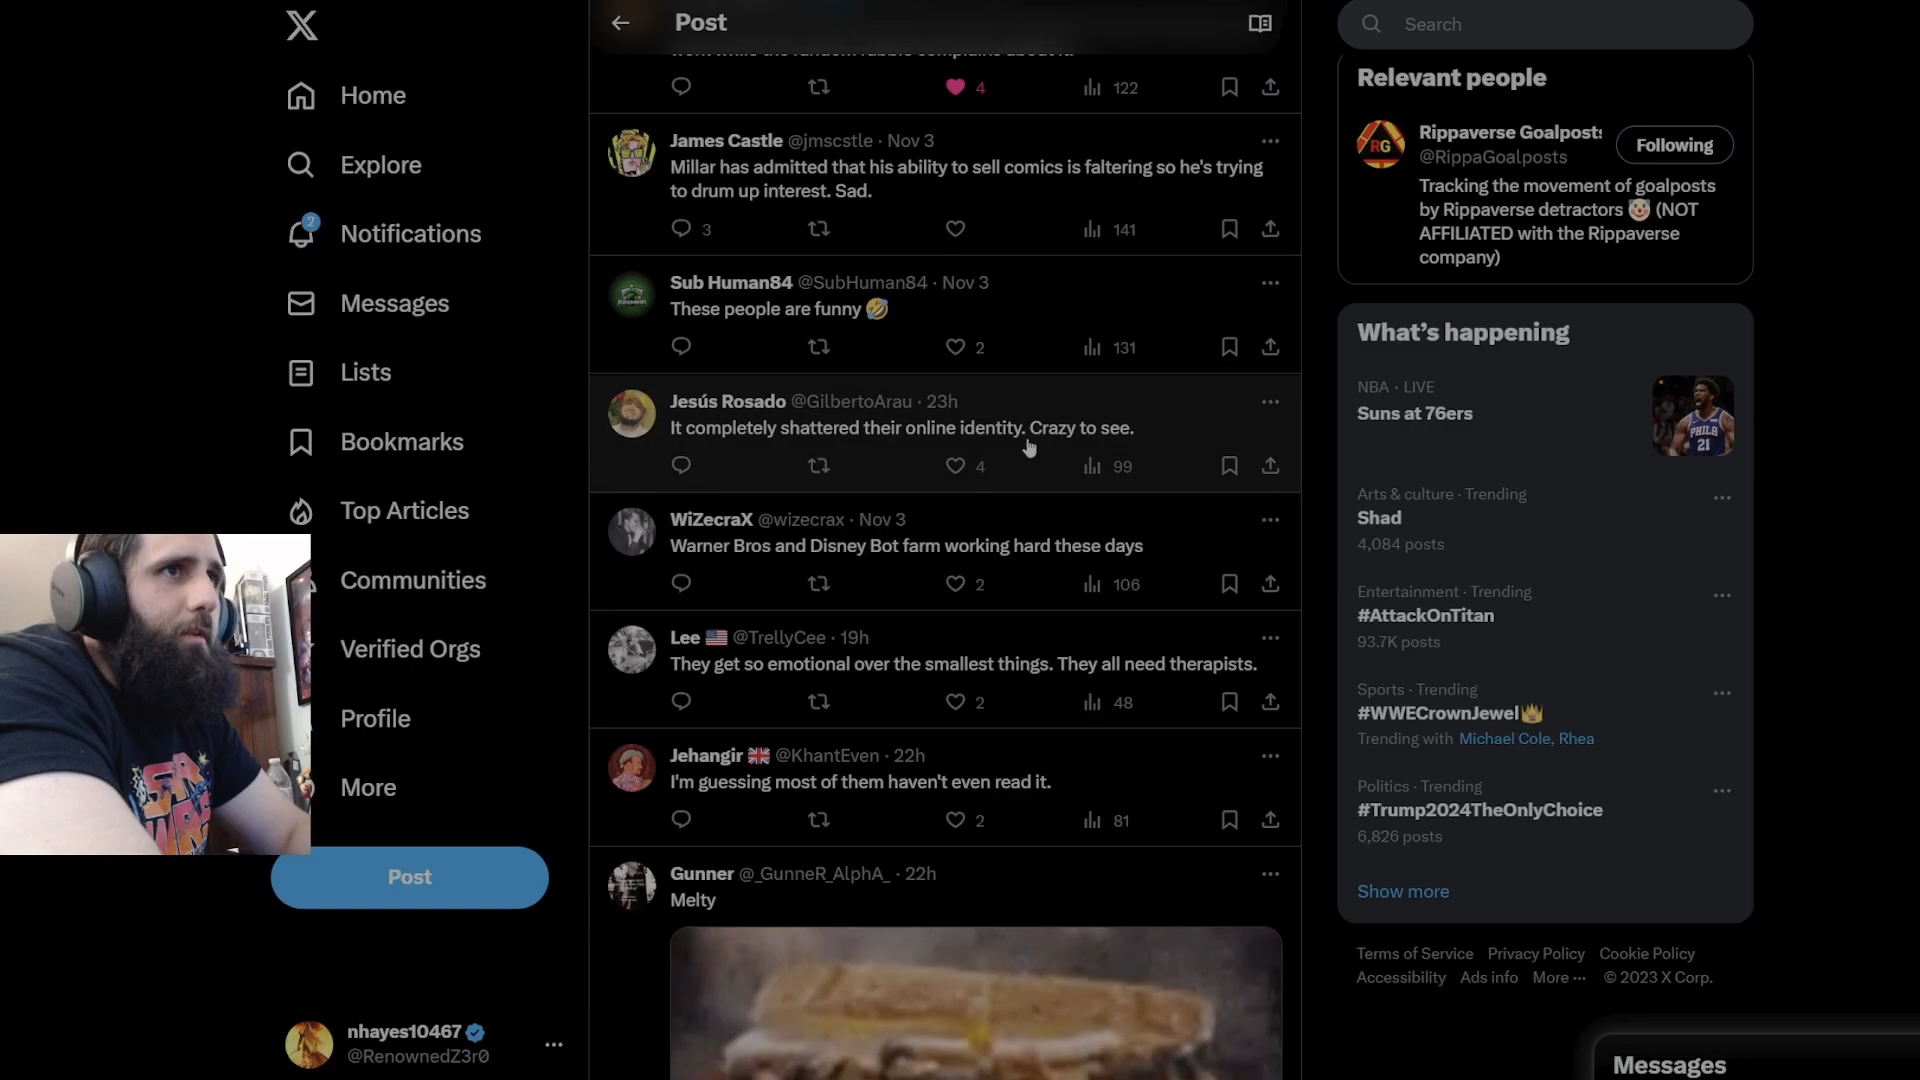 Home
Explore
2
Notifications
Messages
Lists
Bookmarks
Top Articles
Communities
Verified Orgs
Profile
More
Post
nhayes10467
@RenownedZ3r0
Post
4
122
James Castle @jmscstle · Nov 3
Millar has admitted that his ability to sell comics is faltering so he's trying
to drum up interest. Sad.
3
141
Sub Human84 @SubHuman84 · Nov 3
These people are funny 🤣
2
131
Jesús Rosado @GilbertoArau · 23h
It completely shattered their online identity. Crazy to see.
4
99
WiZecraX @wizecrax · Nov 3
Warner Bros and Disney Bot farm working hard these days
2
106
Lee 🇺🇸 @TrellyCee · 19h
They get so emotional over the smallest things. They all need therapists.
2
48
Jehangir 🇬🇧 @KhantEven · 22h
I'm guessing most of them haven't even read it.
2
81
Gunner @_GunneR_AlphA_ · 22h
Melty
Search
Relevant people
RG
Rippaverse Goalposts
@RippaGoalposts
Following
Tracking the movement of goalposts
by Rippaverse detractors 🤡 (NOT
AFFILIATED with the Rippaverse
company)
What's happening
NBA · LIVE
Suns at 76ers
PHILA
21
Arts & culture · Trending
Shad
4,084 posts
Entertainment · Trending
#AttackOnTitan
93.7K posts
Sports · Trending
#WWECrownJewel👑
Trending with Michael Cole, Rhea
Politics · Trending
#Trump2024TheOnlyChoice
6,826 posts
Show more
Terms of Service Privacy Policy Cookie Policy
Accessibility Ads info More ··· © 2023 X Corp.
Messages